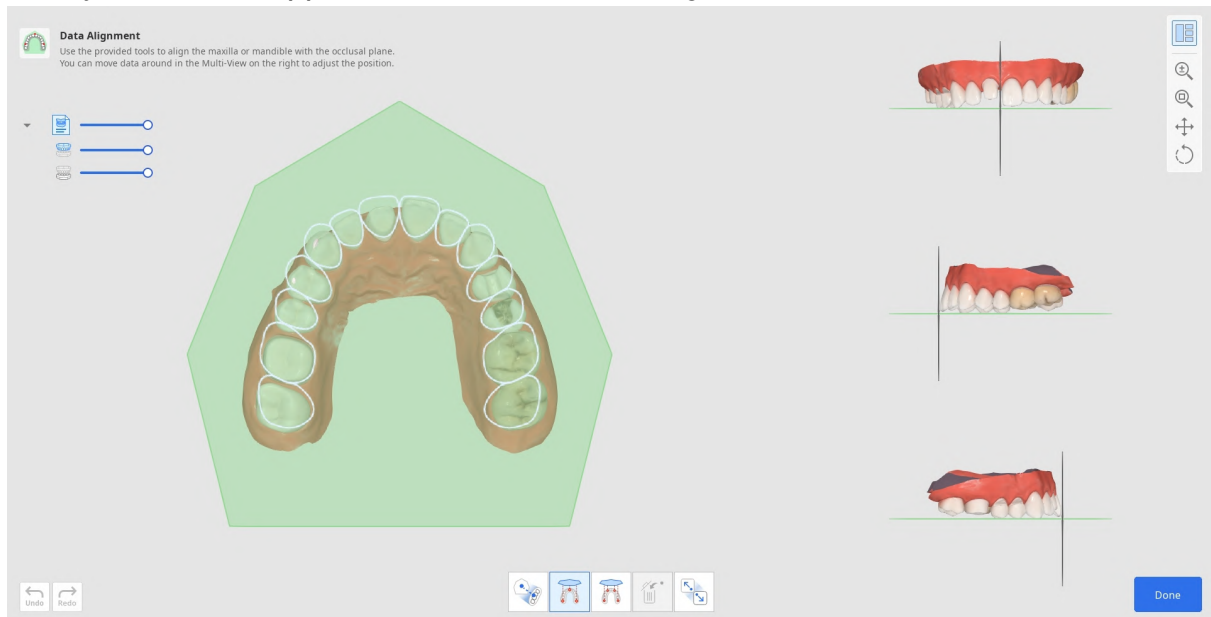 Data Alignment
Use the provided tools to align the maxilla or mandible with the occlusal plane.
You can move data around in the Multi-View on the right to adjust the position.
Undo
Redo
Done